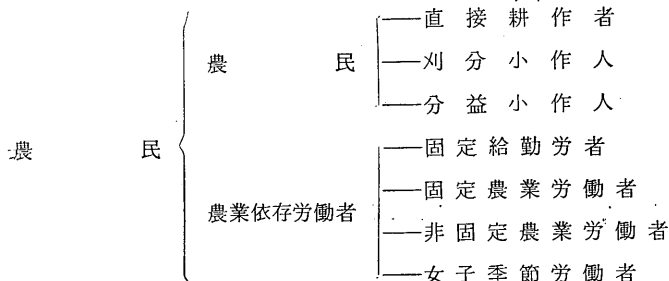 直接耕作者
農民
刈分小作人
分益小作人
農民
固定給勤労者
固定農業労働者
農業依存労働者
非固定農業労働者
女子季節労働者